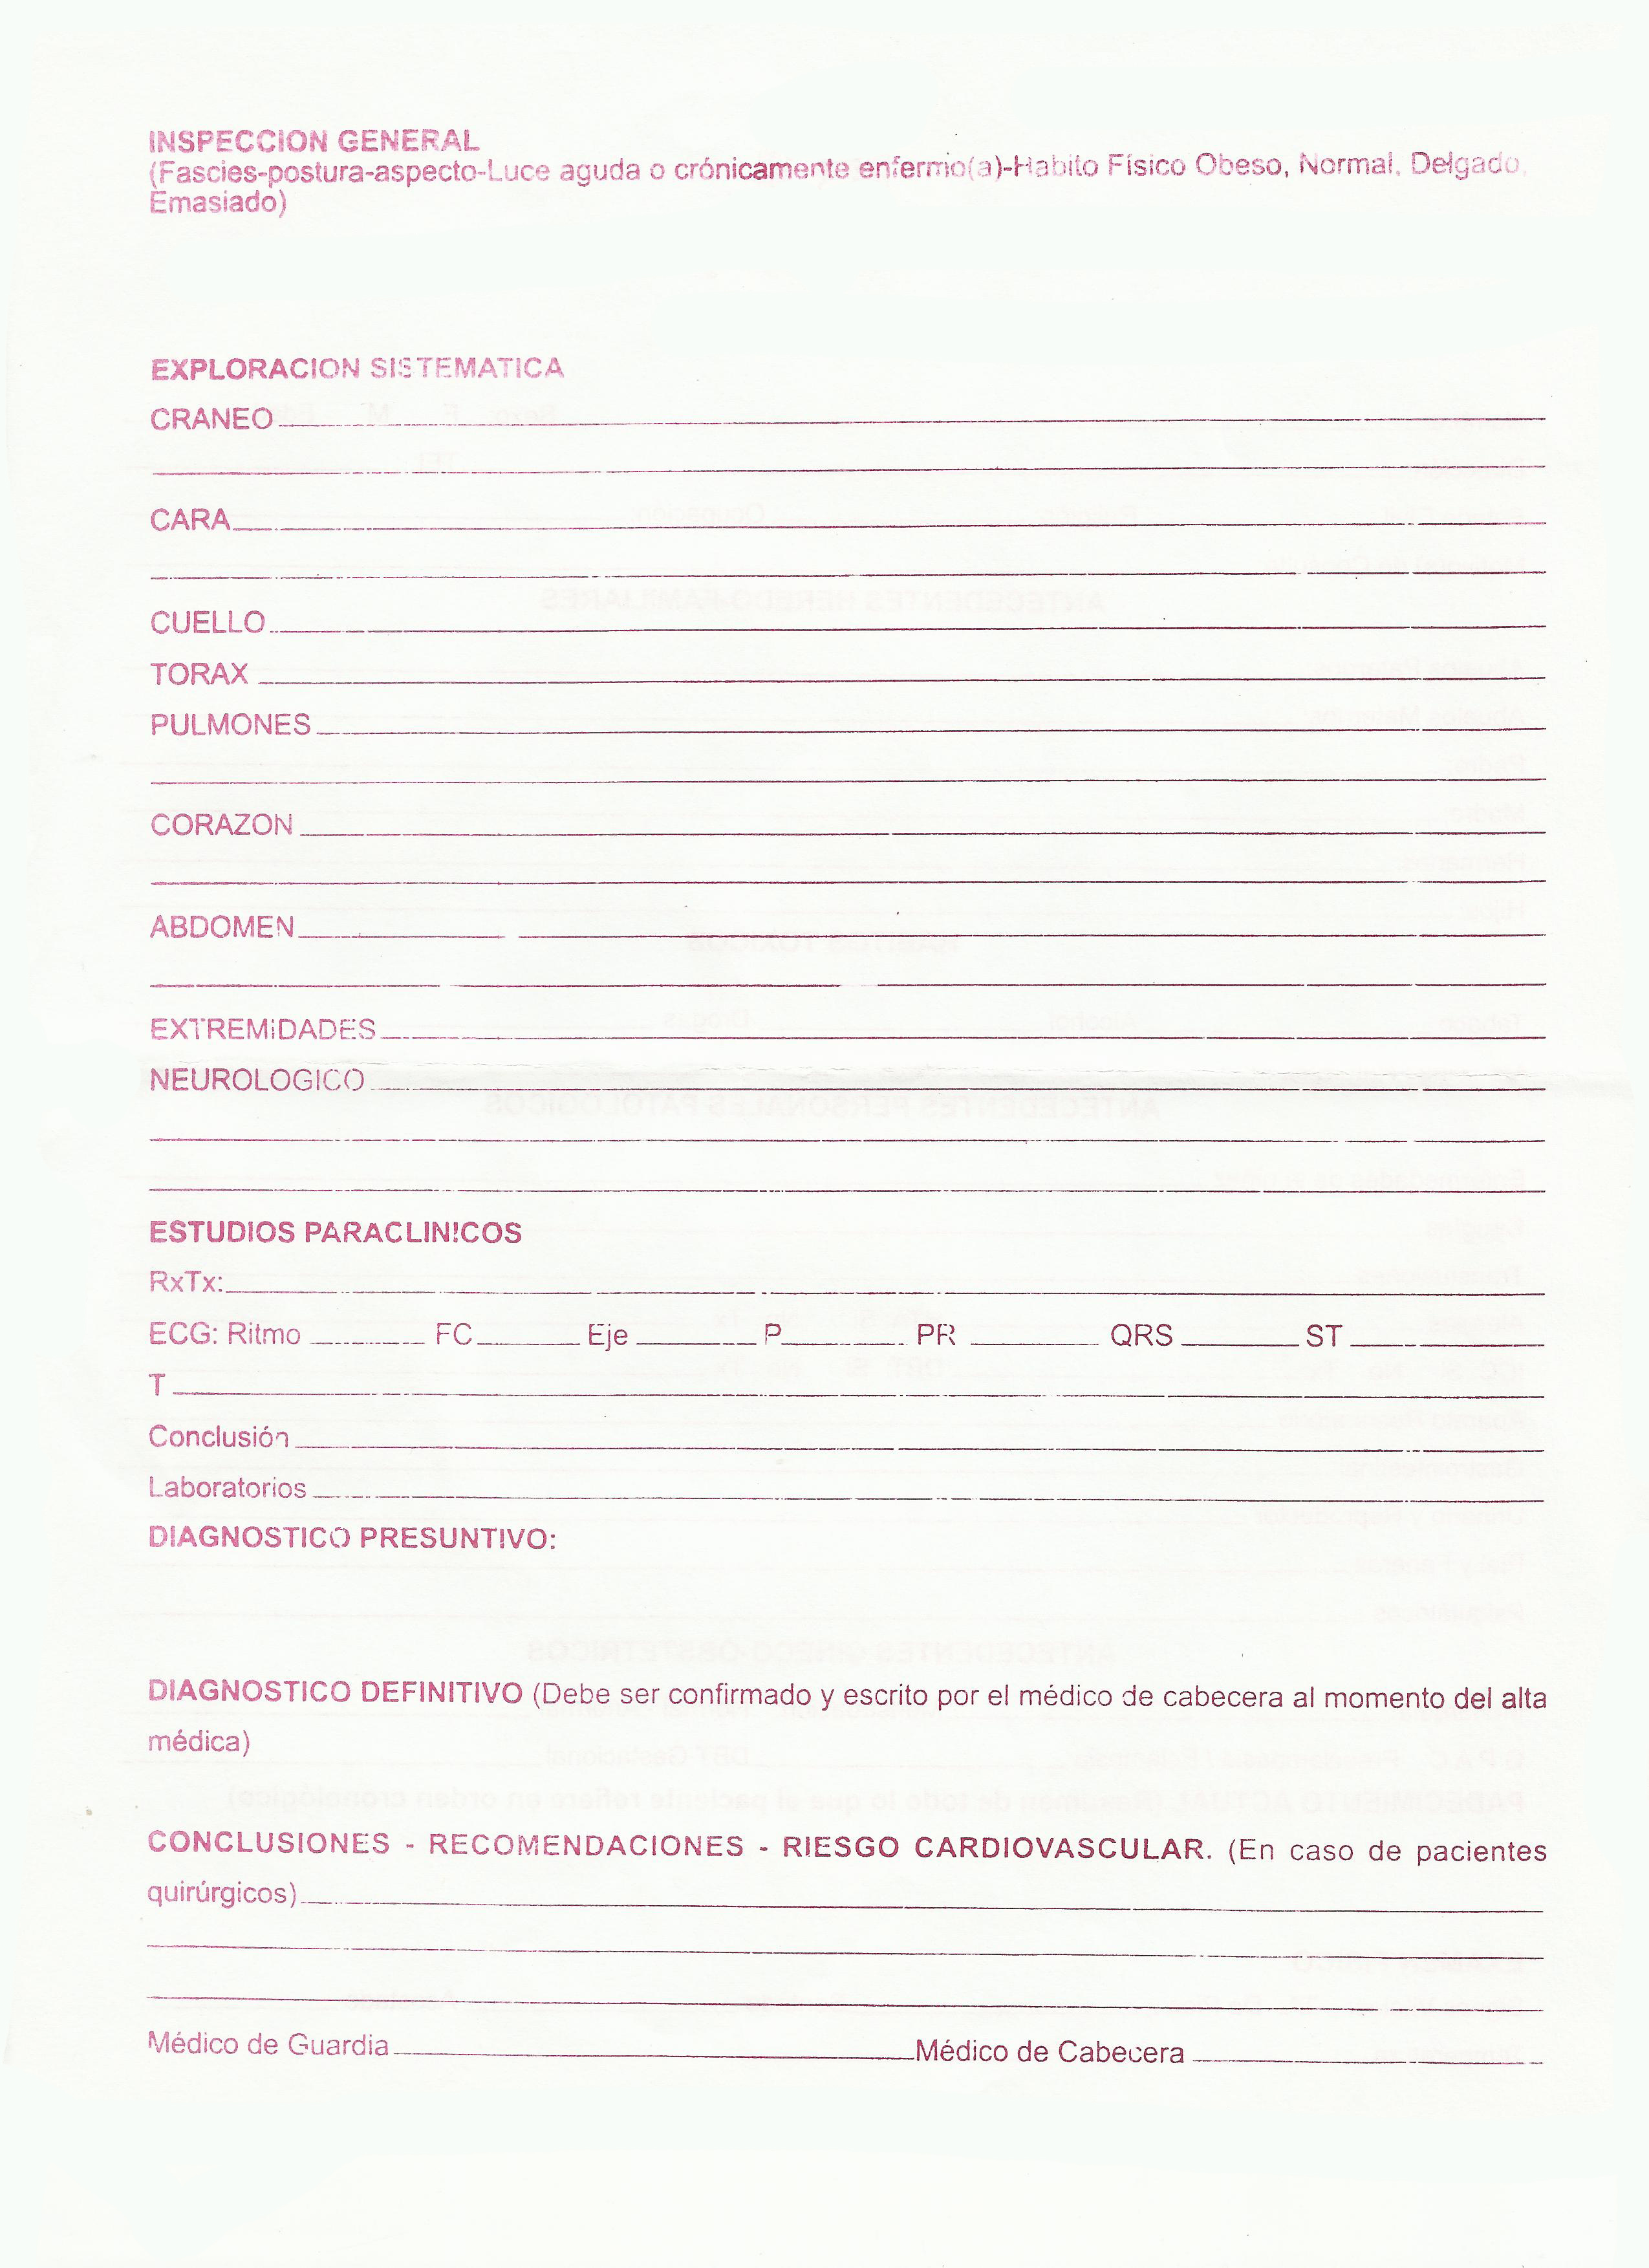 INSPECCION GENERAL
(Fascies-postura-aspecto-Luce aguda o crónicamente enfermo(a)-Habito Físico Obeso, Normal, Delgado,
Emasiado)
EXPLORACION SISTEMATICA
CRANEO
CARA
CUELLO
TORAX
PULMONES
CORAZON
ABDOMEN
EXTREMIDADES
NEUROLOGICO
ESTUDIOS PARACLINICOS
RxTx:
ECG: Ritmo FC Eje P PR QRS ST
T
Conclusión
Laboratorios
DIAGNOSTICO PRESUNTIVO:
DIAGNOSTICO DEFINITIVO (Debe ser confirmado y escrito por el médico de cabecera al momento del alta
médica)
CONCLUSIONES - RECOMENDACIONES - RIESGO CARDIOVASCULAR. (En caso de pacientes
quirúrgicos)
Médico de Guardia Médico de Cabecera